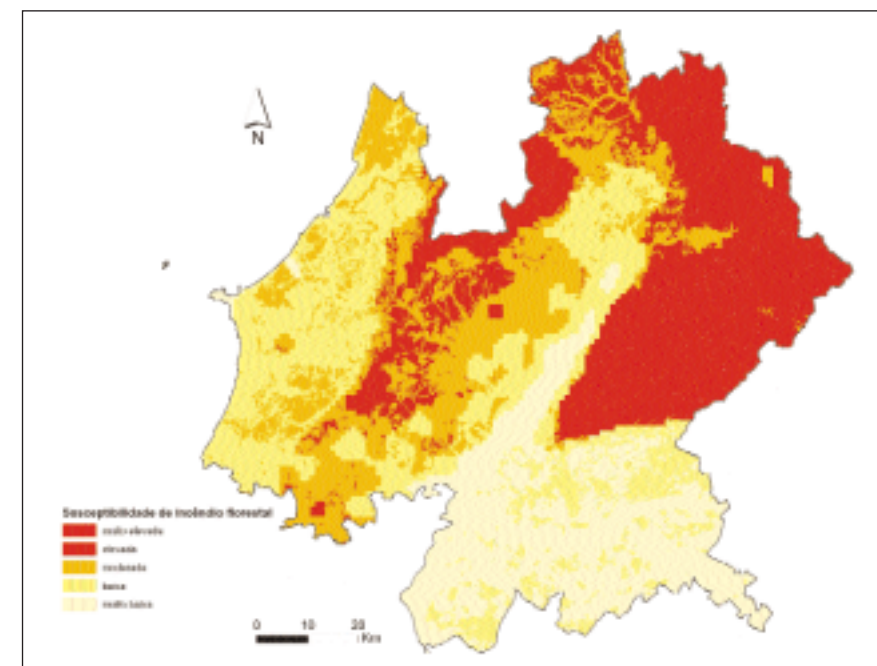 N
Susceptibilidade de incêndio florestal
muito elevada
elevada
moderada
baixa
muito baixa
0 10 20
Km